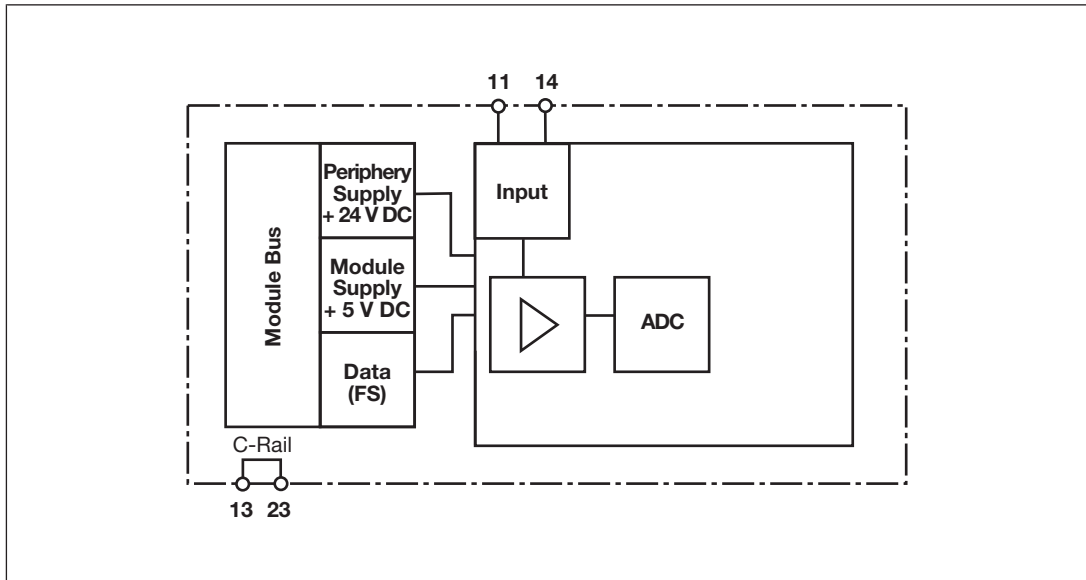 11 14
Periphery
Supply
+ 24 V DC
Input
Module Bus
Module
Supply
+ 5 V DC
ADC
Data
(FS)
C-Rail
13 23